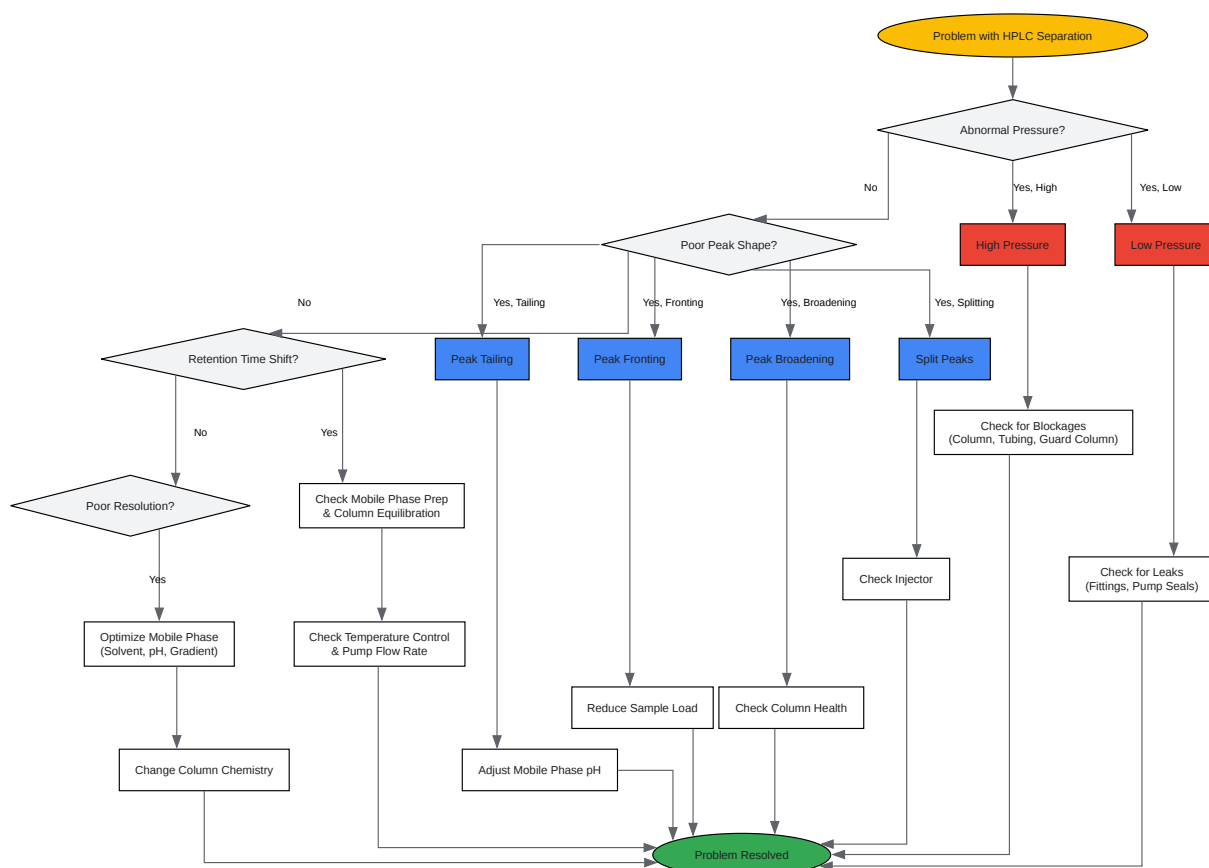 Problem with HPLC Separation
Abnormal Pressure?
No
Yes, High
Yes, Low
Poor Peak Shape?
High Pressure
Low Pressure
No
Yes, Tailing
Yes, Fronting
Yes, Broadening
Yes, Splitting
Retention Time Shift?
Peak Tailing
Peak Fronting
Peak Broadening
Split Peaks
No
Yes
Check for Blockages
(Column, Tubing, Guard Column)
Poor Resolution?
Check Mobile Phase Prep
& Column Equilibration
Yes
Check Injector
Check for Leaks
(Fittings, Pump Seals)
Optimize Mobile Phase
(Solvent, pH, Gradient)
Check Temperature Control
& Pump Flow Rate
Reduce Sample Load
Check Column Health
Change Column Chemistry
Adjust Mobile Phase pH
Problem Resolved